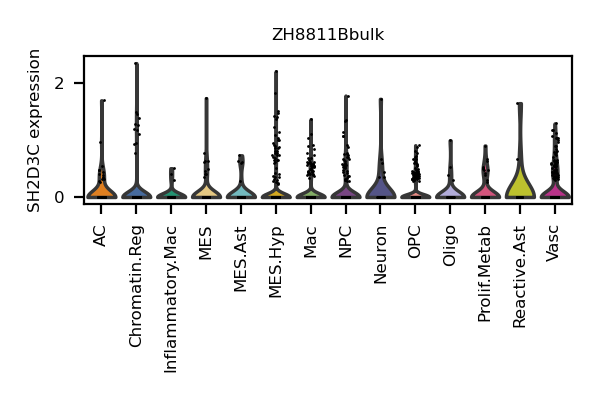 ZH8811Bbulk
SH2D3C expression
2
0
AC
Chromatin.Reg
Inflammatory.Mac
MES
MES.Ast
MES.Hyp
Mac
NPC
Neuron
OPC
Oligo
Prolif.Metab
Reactive.Ast
Vasc